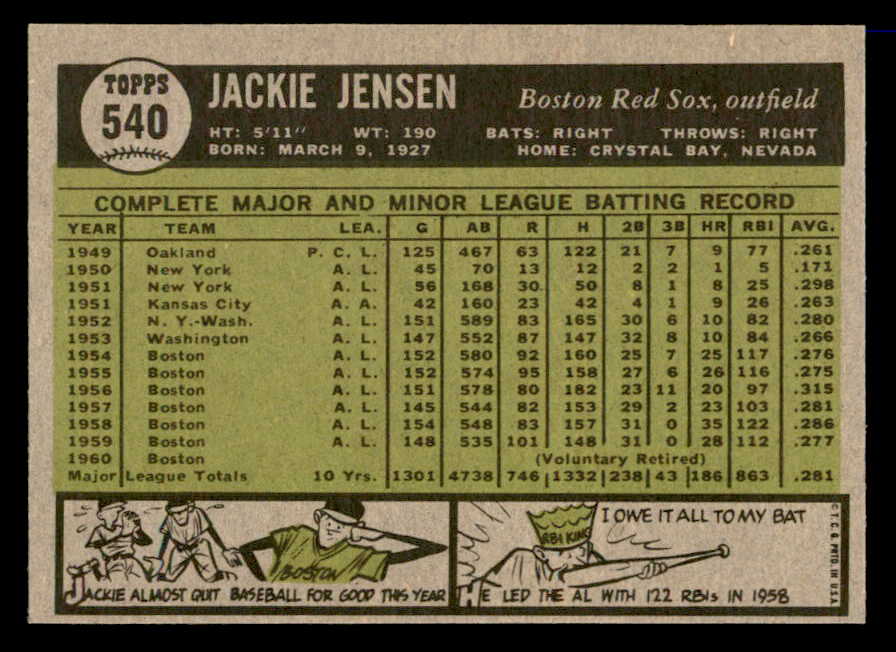 TOPPS
540
JACKIE JENSEN
Boston Red Sox, outfield
HT: 5'11" WT: 190 BATS: RIGHT THROWS: RIGHT
BORN: MARCH 9, 1927 HOME: CRYSTAL BAY, NEVADA
COMPLETE MAJOR AND MINOR LEAGUE BATTING RECORD
YEAR TEAM LEA. G AB R H 2B 3B HR RBI AVG.
1949 Oakland P. C. L. 125 467 63 122 21 7 9 77 .261
1950 New York A. L. 45 70 13 12 2 2 1 5 .171
1951 New York A. L. 56 168 30 50 8 1 8 25 .298
1951 Kansas City A. A. 42 160 23 42 4 1 9 26 .263
1952 N. Y.-Wash. A. L. 151 589 83 165 30 6 10 82 .280
1953 Washington A. L. 147 552 87 147 32 8 10 84 .266
1954 Boston A. L. 152 580 92 160 25 7 25 117 .276
1955 Boston A. L. 152 574 95 158 27 6 26 116 .275
1956 Boston A. L. 151 578 80 182 23 11 20 97 .315
1957 Boston A. L. 145 544 82 153 29 2 23 103 .281
1958 Boston A. L. 154 548 83 157 31 0 35 122 .286
1959 Boston A. L. 148 535 101 148 31 0 28 112 .277
1960 Boston (Voluntary Retired)
Major League Totals 10 Yrs. 1301 4738 746 1332 238 43 186 863 .281
BOSTON
JACKIE ALMOST QUIT BASEBALL FOR GOOD THIS YEAR
RBI KING
I OWE IT ALL TO MY BAT
HE LED THE AL WITH 122 RBIs IN 1958
© T. C. G. PRTD. IN U.S.A.